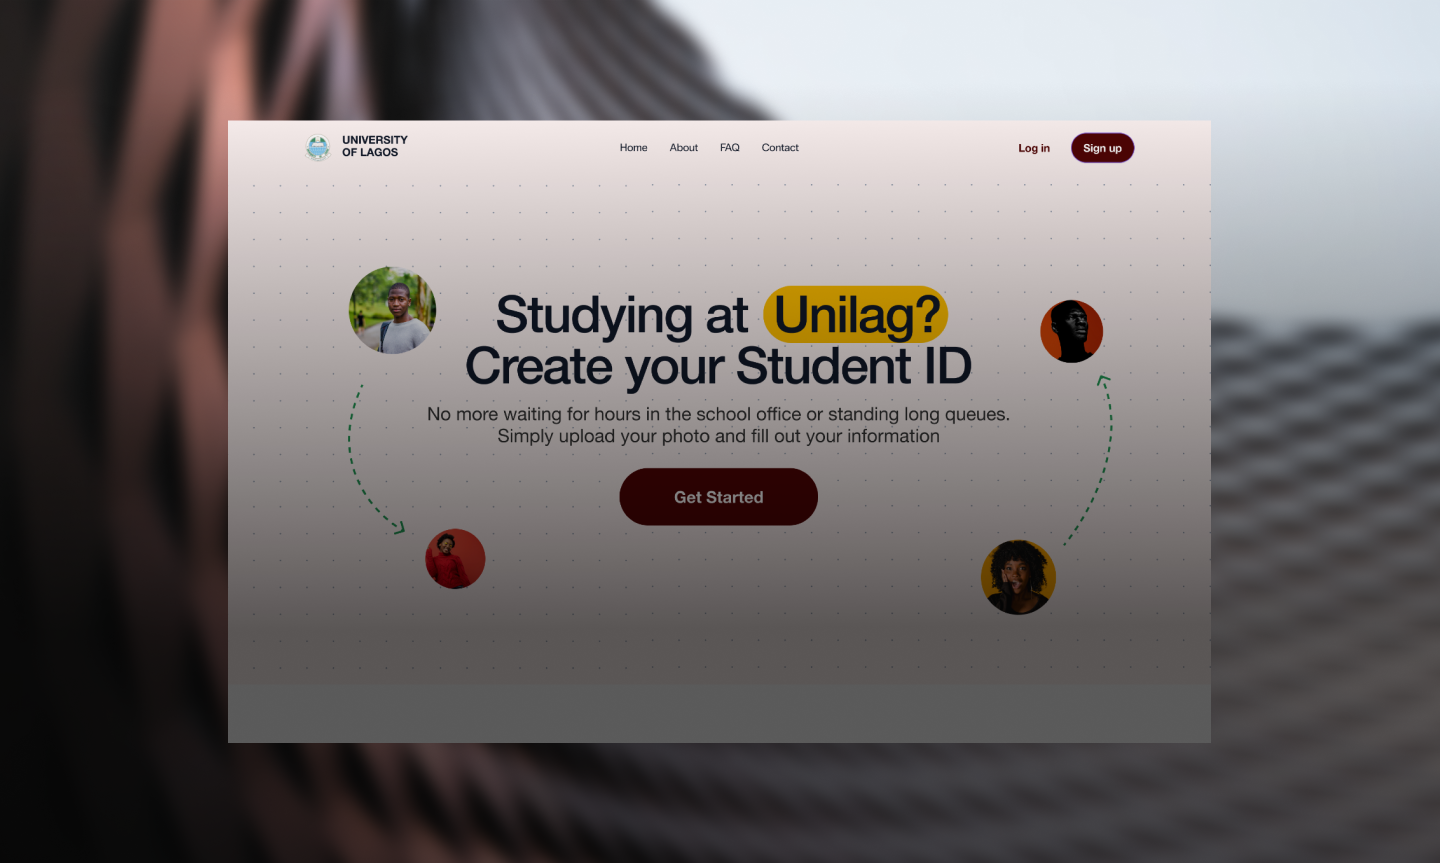 UNIVERSITY
OF LAGOS
Home About FAQ Contact
Log in Sign up
Studying at Unilag?
Create your Student ID
No more waiting for hours in the school office or standing long queues.
Simply upload your photo and fill out your information
Get Started